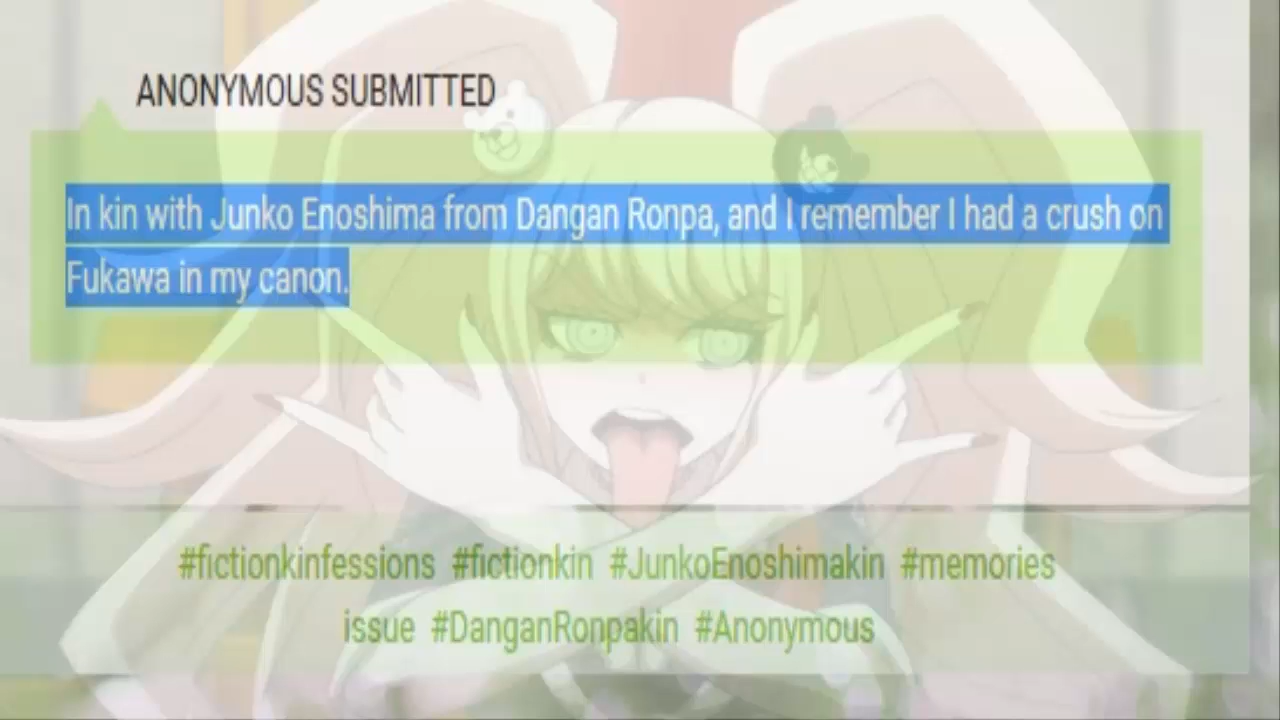 ANONYMOUS SUBMITTED
In kin with Junko Enoshima from Dangan Ronpa, and I remember I had a crush on
Fukawa in my canon.
#fictionkinfessions #fictionkin #JunkoEnoshimakin #memories
issue #DanganRonpakin #Anonymous